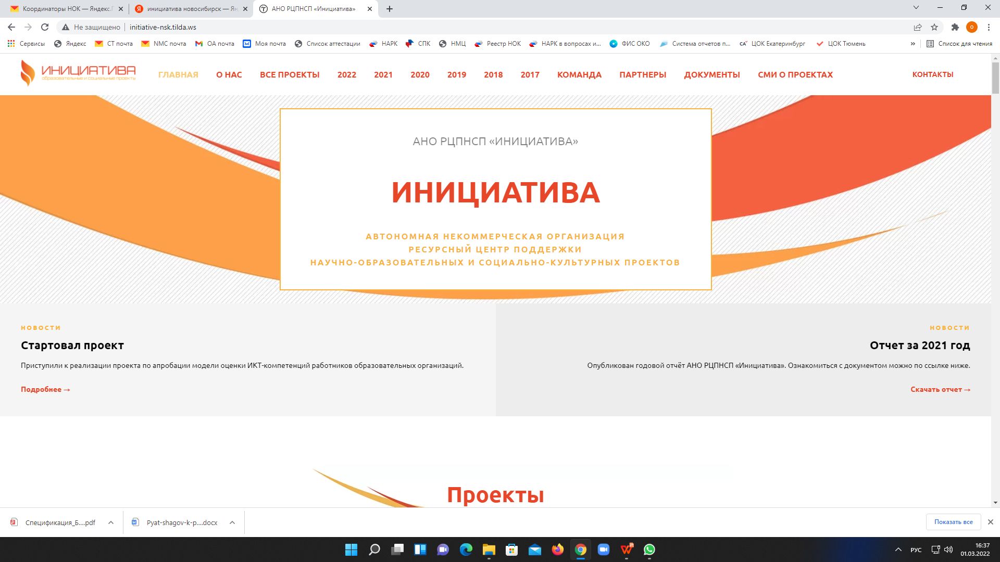 Координаторы НОК — Яндекс.Г
инициатива новосибирск — Ян
АНО РЦПНСП «Инициатива»
Не защищено
initiative-nsk.tilda.ws
Сервисы
Яндекс
СТ почта
NMC почта
ОА почта
Моя почта
Список аттестации
НАРК
СПК
НМЦ
Реестр НОК
НАРК в вопросах и...
ФИС ОКО
Система отчетов п...
ЦОК Екатеринбург
ЦОК Тюмень
»
Список для чтения
ИНИЦИАТИВА
образовательные и социальные проекты
ГЛАВНАЯ
О НАС
ВСЕ ПРОЕКТЫ
2022
2021
2020
2019
2018
2017
КОМАНДА
ПАРТНЕРЫ
ДОКУМЕНТЫ
СМИ О ПРОЕКТАХ
КОНТАКТЫ
АНО РЦПНСП «ИНИЦИАТИВА»
ИНИЦИАТИВА
АВТОНОМНАЯ НЕКОММЕРЧЕСКАЯ ОРГАНИЗАЦИЯ
РЕСУРСНЫЙ ЦЕНТР ПОДДЕРЖКИ
НАУЧНО-ОБРАЗОВАТЕЛЬНЫХ И СОЦИАЛЬНО-КУЛЬТУРНЫХ ПРОЕКТОВ
НОВОСТИ
Стартовал проект
Приступили к реализации проекта по апробации модели оценки ИКТ-компетенций работников образовательных организаций.
Подробнее →
НОВОСТИ
Отчет за 2021 год
Опубликован годовой отчёт АНО РЦПНСП «Инициатива». Ознакомиться с документом можно по ссылке ниже.
Скачать отчет →
Проекты
Спецификация_Б....pdf
Pyat-shagov-k-p....docx
Показать все
РУС
16:37
01.03.2022